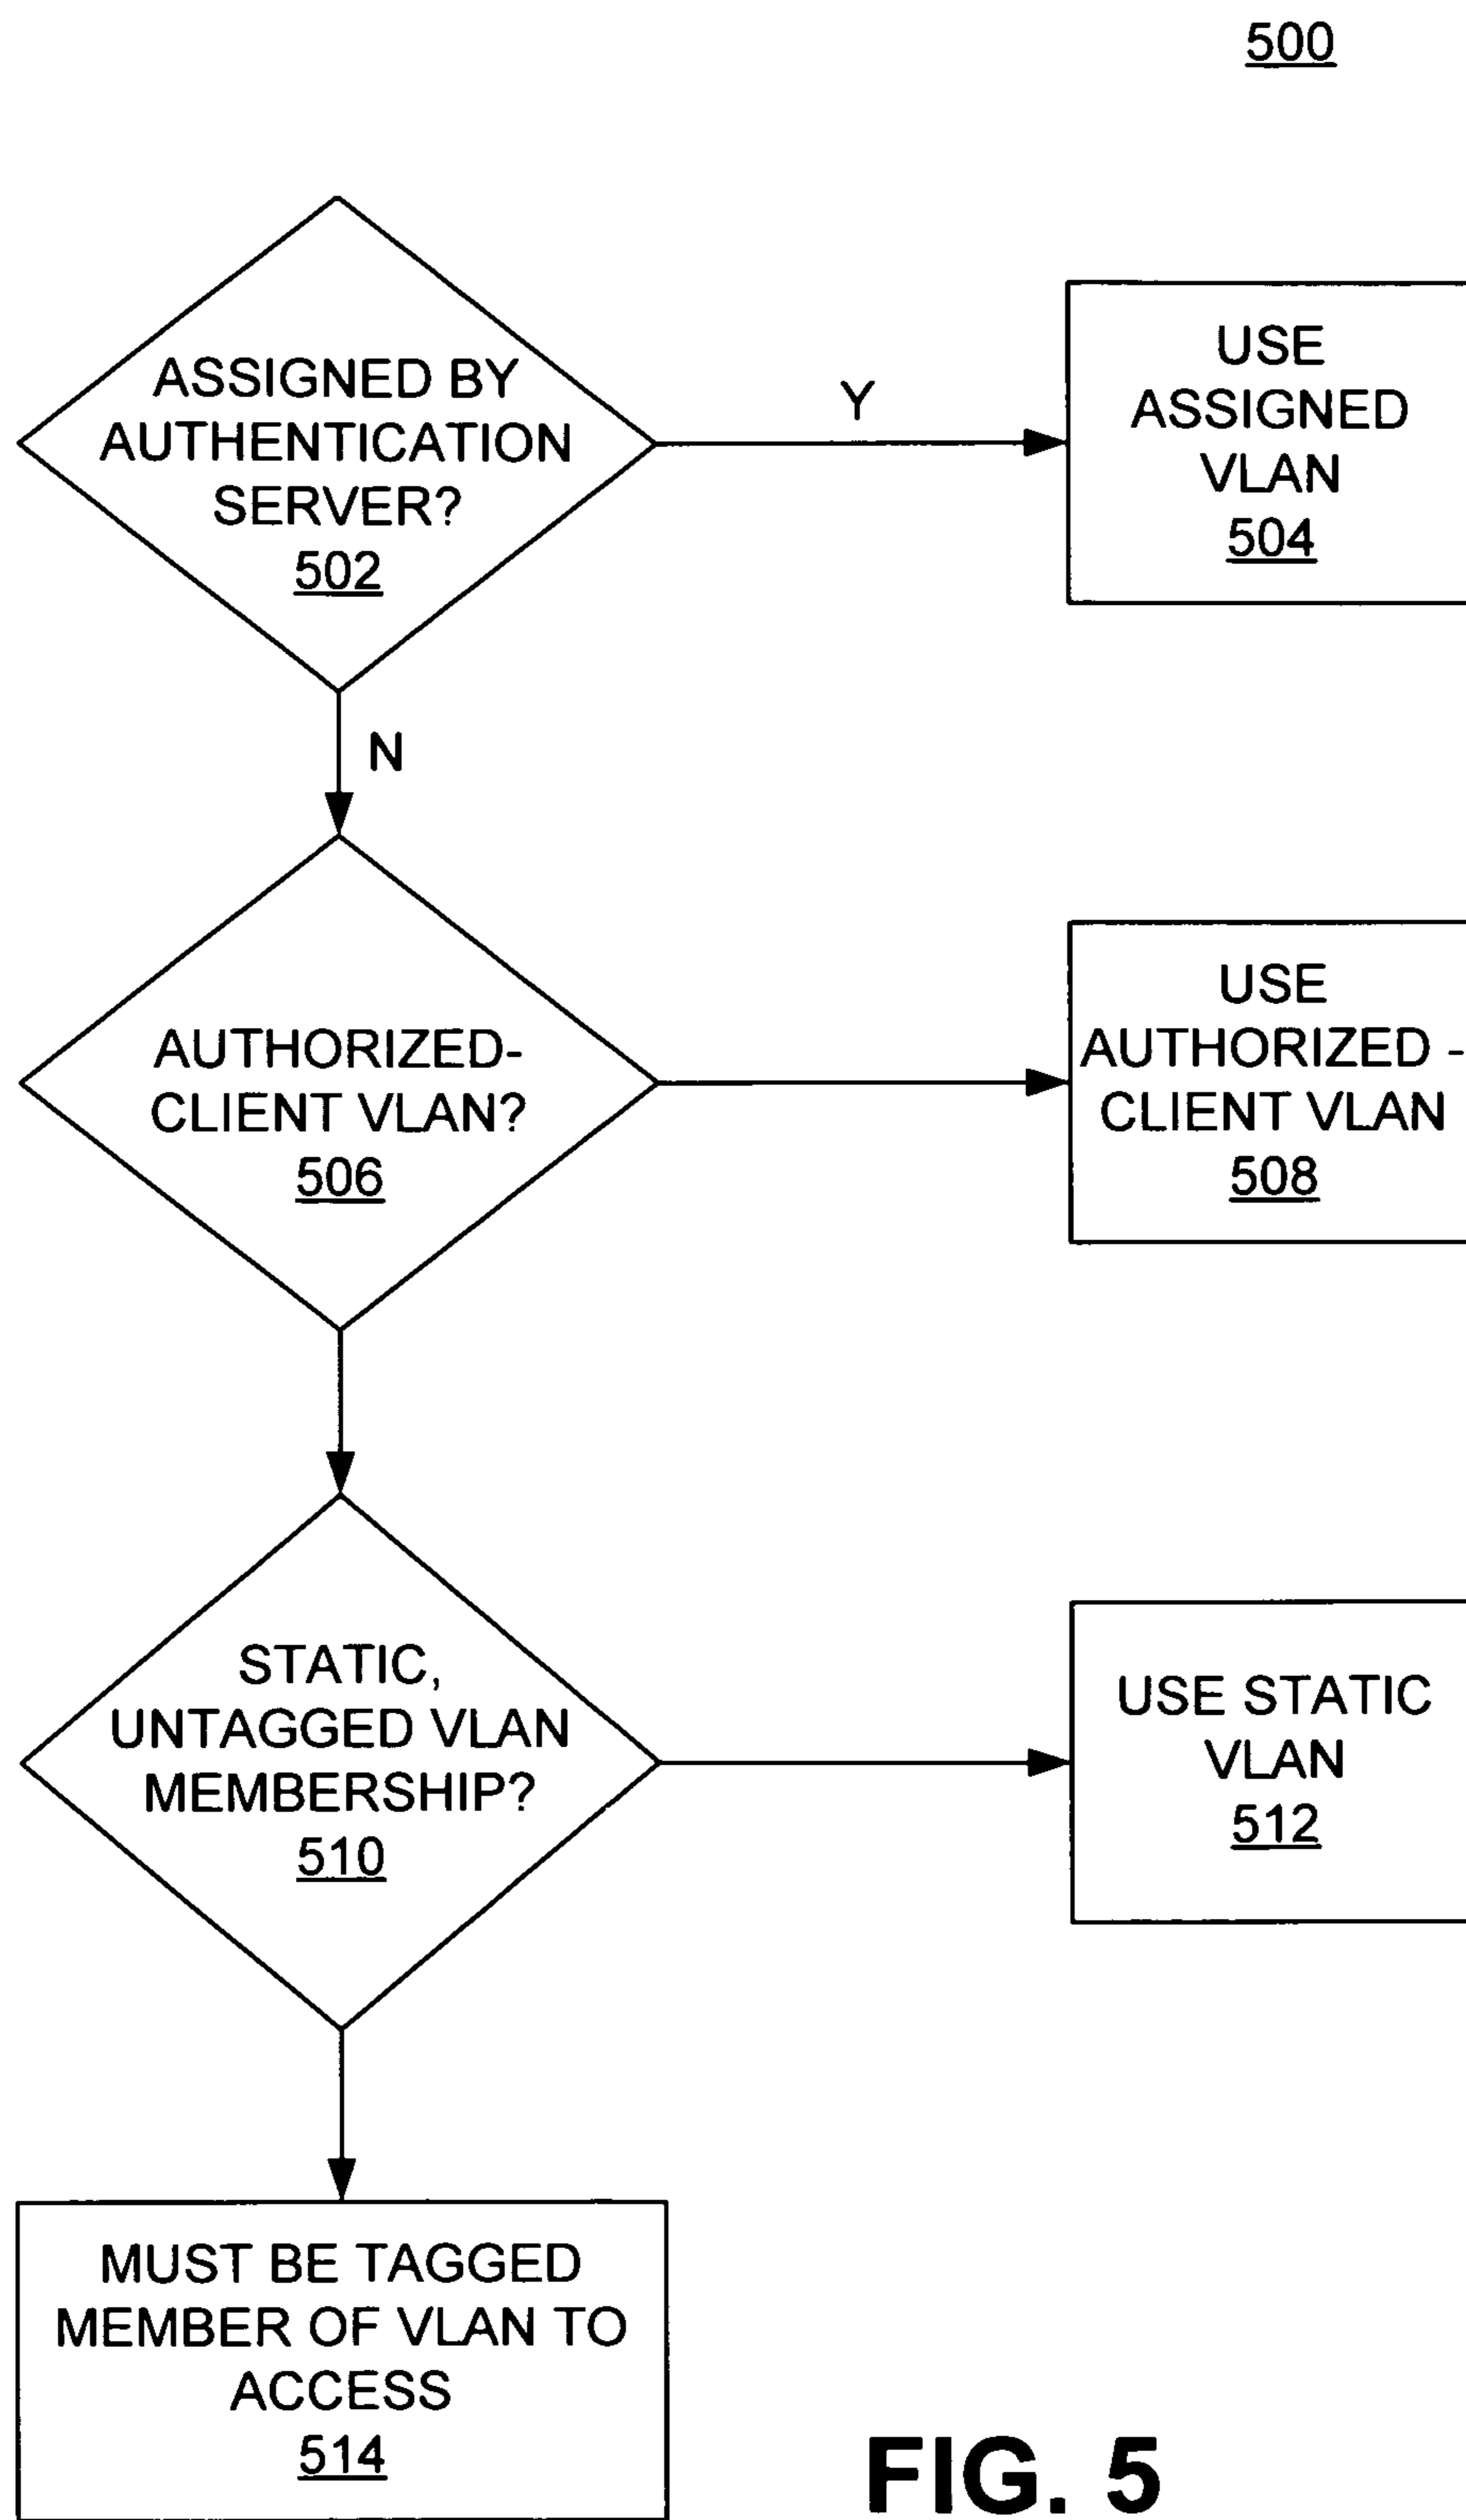 500
ASSIGNED BY
AUTHENTICATION
SERVER?
502
Y
USE
ASSIGNED
VLAN
504
N
AUTHORIZED-
CLIENT VLAN?
506
USE
AUTHORIZED -
CLIENT VLAN
508
STATIC,
UNTAGGED VLAN
MEMBERSHIP?
510
USE STATIC
VLAN
512
MUST BE TAGGED
MEMBER OF VLAN TO
ACCESS
514
FIG. 5